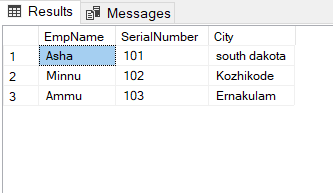 Results Messages
EmpName SerialNumber City
1 Asha 101 south dakota
2 Minnu 102 Kozhikode
3 Ammu 103 Ernakulam